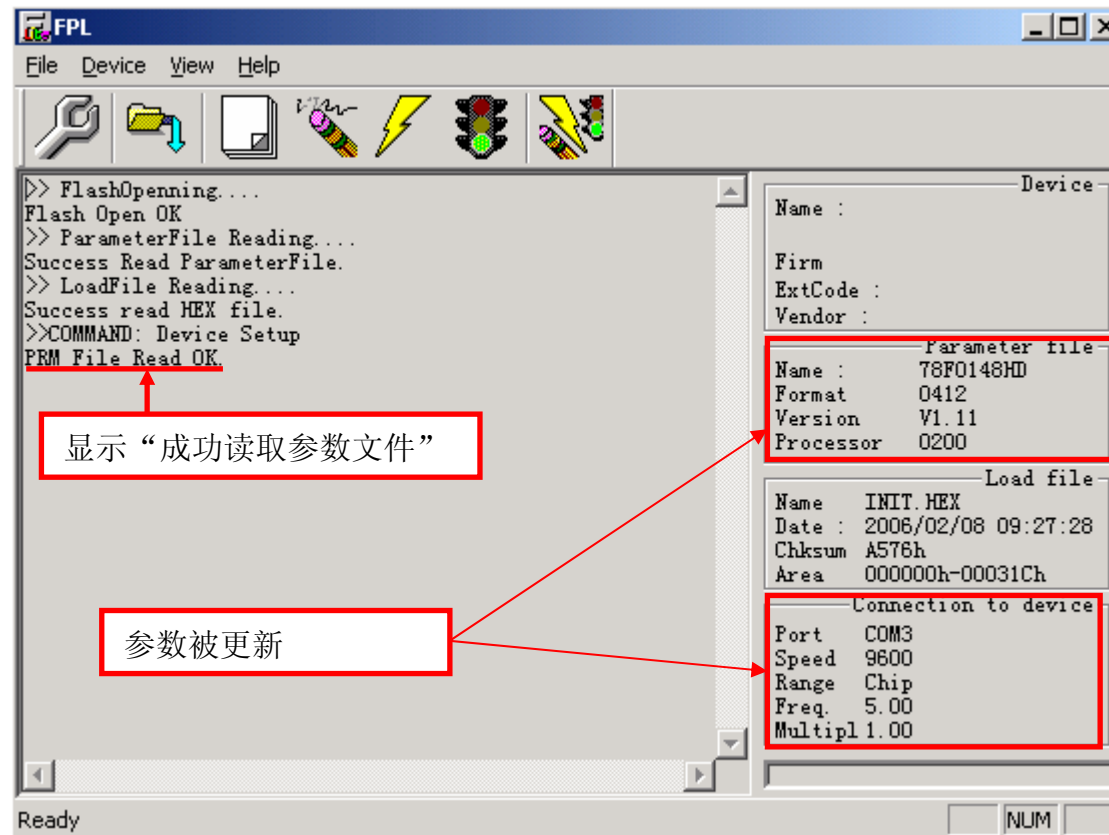 FPL
File Device View Help
>> FlashOpenning....
Flash Open OK
>> ParameterFile Reading....
Success Read ParameterFile.
>> LoadFile Reading....
Success read HEX file.
>>COMMAND: Device Setup
PRM File Read OK.
显示“成功读取参数文件”
参数被更新
Device
Name :
Firm
ExtCode :
Vendor :
Parameter file
Name : 78F0148HD
Format 0412
Version V1.11
Processor 0200
Load file
Name INIT.HEX
Date : 2006/02/08 09:27:28
Chksum A576h
Area 000000h-00031Ch
Connection to device
Port COM3
Speed 9600
Range Chip
Freq. 5.00
Multipl 1.00
Ready
NUM